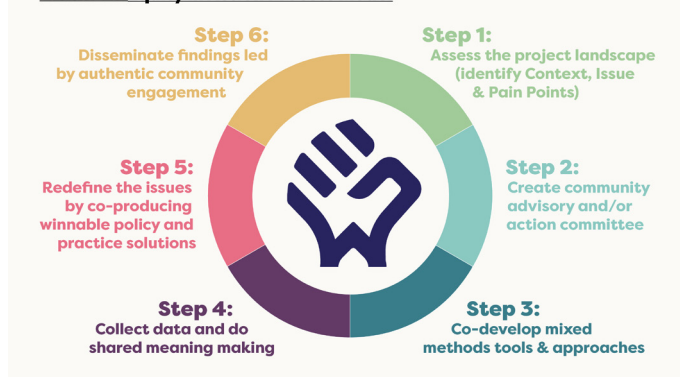 Step 1:
Assess the project landscape
(identify Context, Issue
& Pain Points)
Step 2:
Create community
advisory and/or
action committee
Step 3:
Co-develop mixed
methods tools & approaches
Step 4:
Collect data and do
shared meaning making
Step 5:
Redefine the issues
by co-producing
winnable policy and
practice solutions
Step 6:
Disseminate findings led
by authentic community
engagement